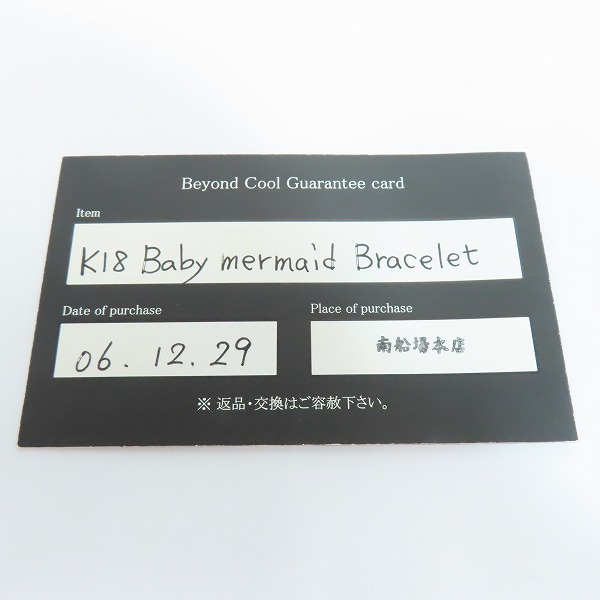 Beyond Cool Guarantee card
Item
K18 Baby mermaid Bracelet
Date of purchase
Place of purchase
06.12.29
南船場本店
※ 返品・交換はご容赦下さい。